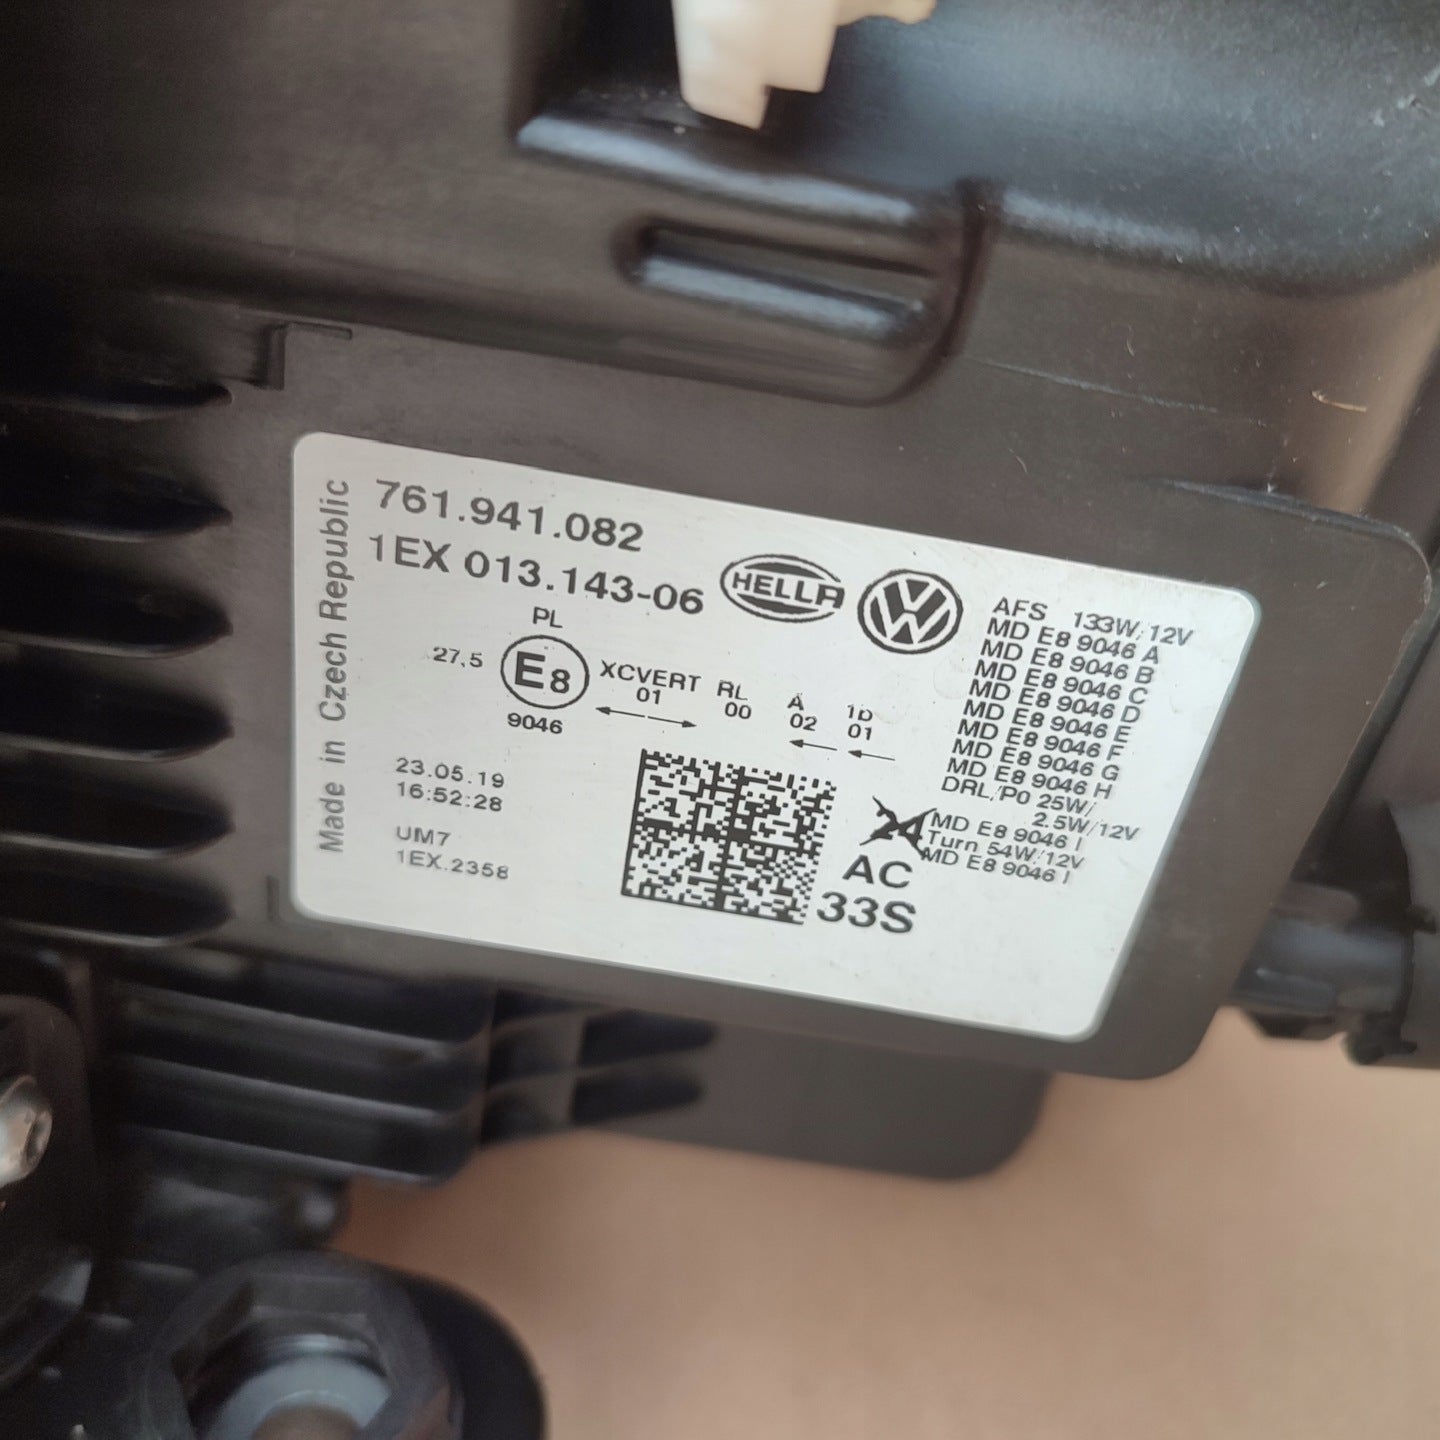 Made in Czech Republic
761.941.082
1EX 013.143-06
HELLA
VW
PL
27,5 E8 XCVERT RL A 1b
01 00 02 01
9046
23.05.19
16:52:28
UM7
1EX.2358
24
AC
33S
AFS 133W/12V
MD E8 9046 A
MD E8 9046 B
MD E8 9046 C
MD E8 9046 D
MD E8 9046 E
MD E8 9046 F
MD E8 9046 G
MD E8 9046 H
DRL/PO 25W/
2.5W/12V
MD E8 9046 I
Turn 54W/12V
MD E8 9046 I